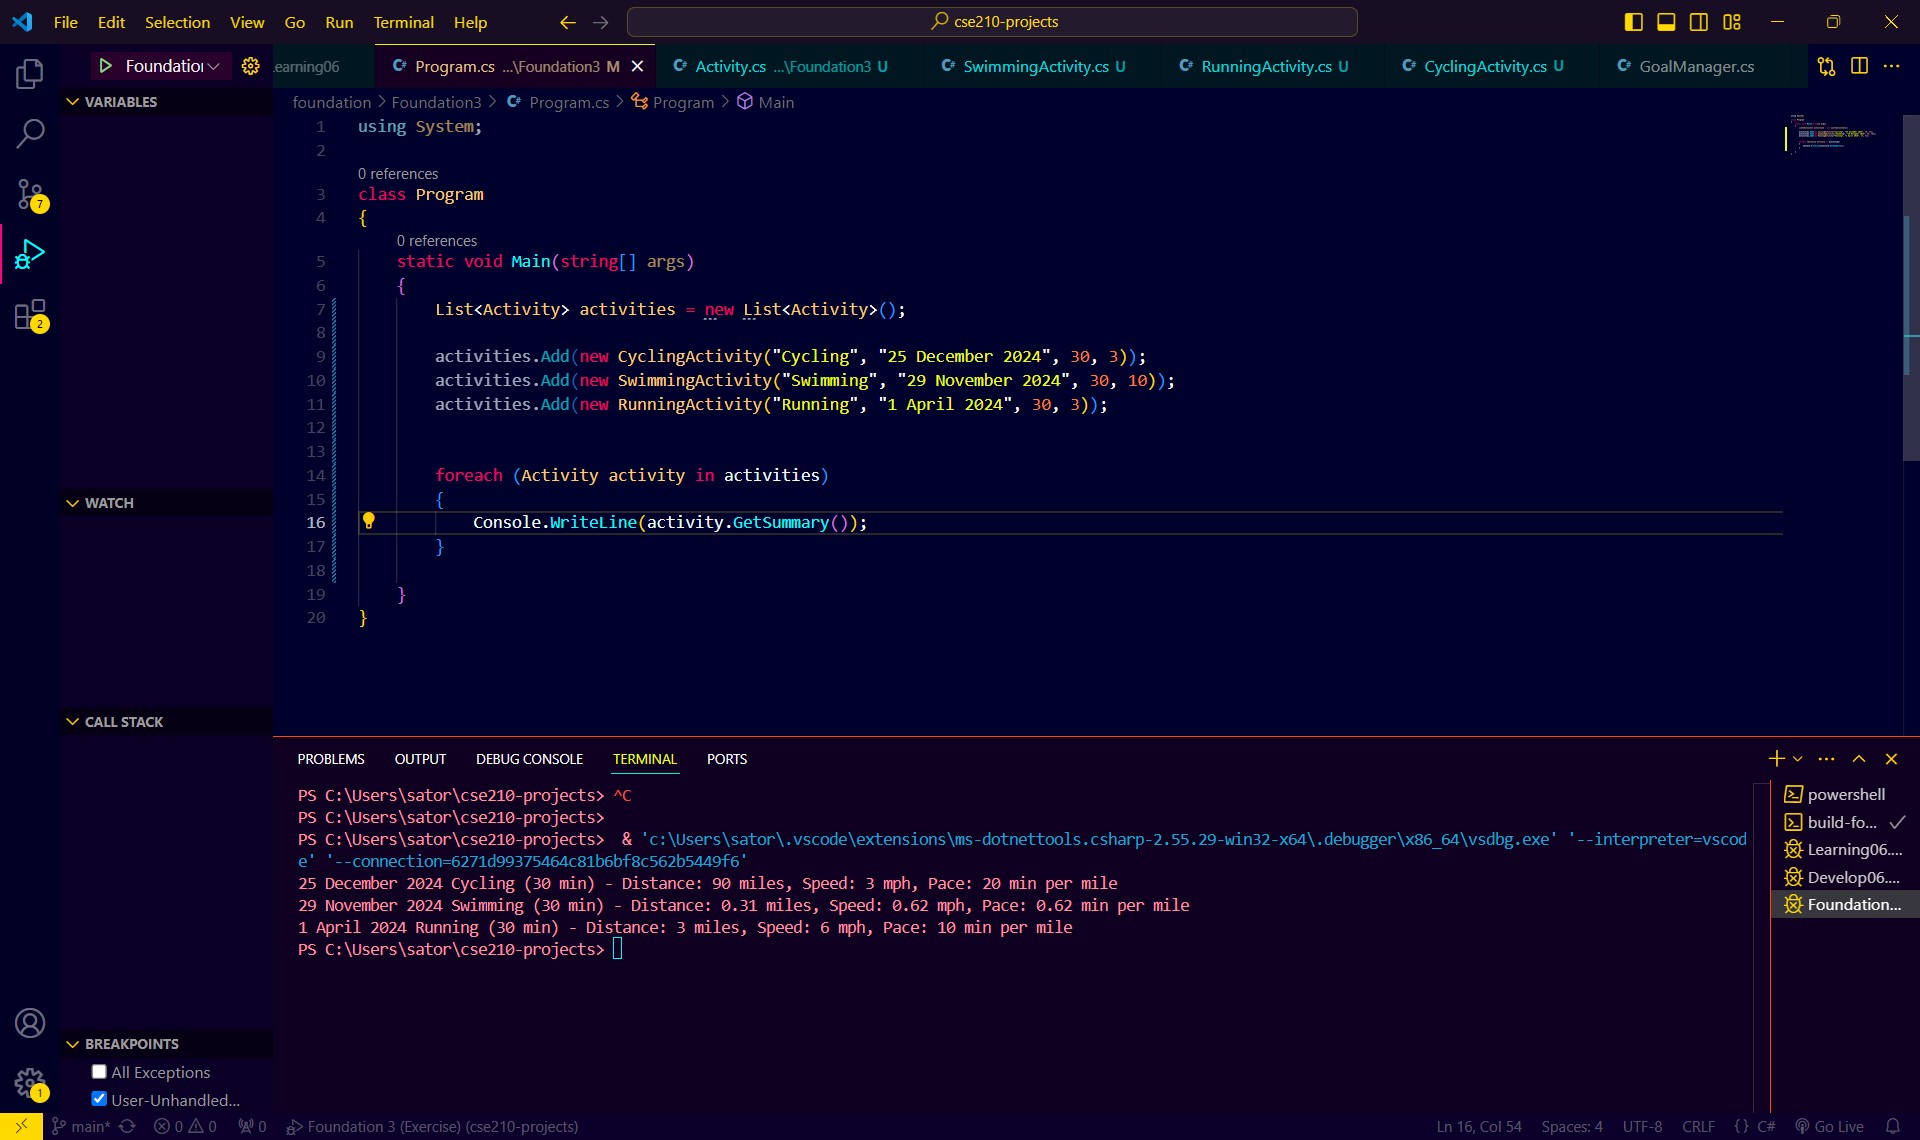 File Edit Selection View Go Run Terminal Help
cse210-projects
Foundation
earning06
Program.cs ...\Foundation3 M
Activity.cs ...\Foundation3 U
SwimmingActivity.cs U
RunningActivity.cs U
CyclingActivity.cs U
GoalManager.cs
VARIABLES
foundation > Foundation3 > Program.cs > Program > Main
1 using System;
2
0 references
3 class Program
4 {
0 references
5 static void Main(string[] args)
6 {
7 List<Activity> activities = new List<Activity>();
8
9 activities.Add(new CyclingActivity("Cycling", "25 December 2024", 30, 3));
10 activities.Add(new SwimmingActivity("Swimming", "29 November 2024", 30, 10));
11 activities.Add(new RunningActivity("Running", "1 April 2024", 30, 3));
12
13
14 foreach (Activity activity in activities)
15 {
16 Console.WriteLine(activity.GetSummary());
17 }
18
19 }
20 }
7
2
WATCH
CALL STACK
BREAKPOINTS
All Exceptions
User-Unhandled...
1
PROBLEMS OUTPUT DEBUG CONSOLE TERMINAL PORTS
PS C:\Users\sator\cse210-projects> ^C
PS C:\Users\sator\cse210-projects>
PS C:\Users\sator\cse210-projects> & 'c:\Users\sator\.vscode\extensions\ms-dotnettools.csharp-2.55.29-win32-x64\.debugger\x86_64\vsdbg.exe' '--interpreter=vscod
e' '--connection=6271d99375464c81b6bf8c562b5449f6'
25 December 2024 Cycling (30 min) - Distance: 90 miles, Speed: 3 mph, Pace: 20 min per mile
29 November 2024 Swimming (30 min) - Distance: 0.31 miles, Speed: 0.62 mph, Pace: 0.62 min per mile
1 April 2024 Running (30 min) - Distance: 3 miles, Speed: 6 mph, Pace: 10 min per mile
PS C:\Users\sator\cse210-projects>
powershell
build-fo...
Learning06....
Develop06....
Foundation...
main* 0 0 0 Foundation 3 (Exercise) (cse210-projects)
Ln 16, Col 54 Spaces: 4 UTF-8 CRLF {} C# Go Live